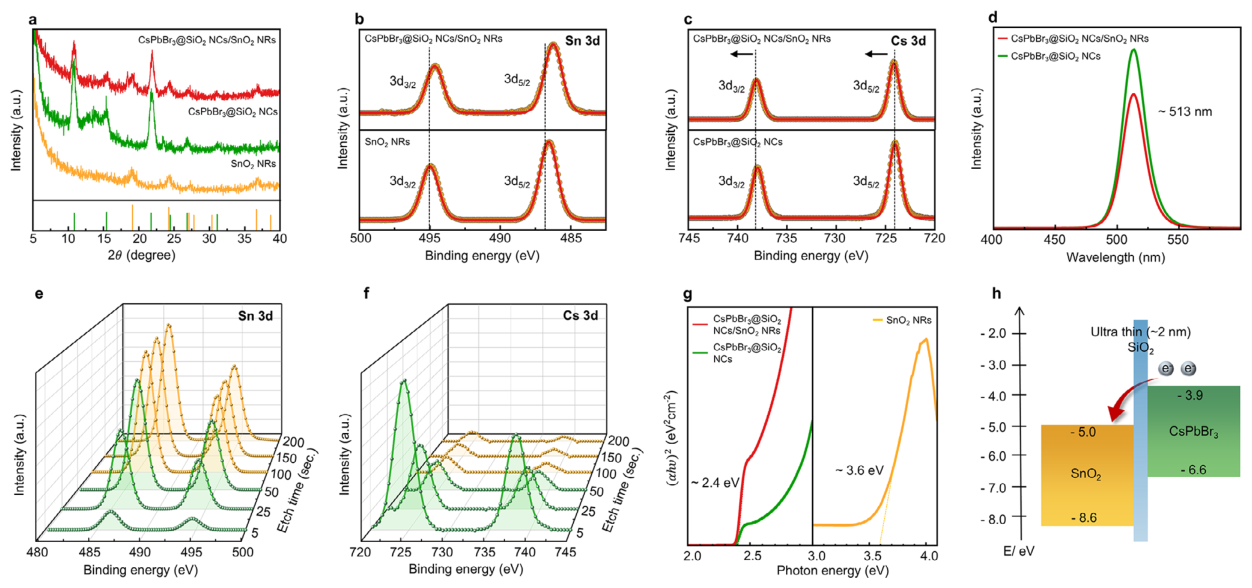 a
CsPbBr₃@SiO₂ NCs/SnO₂ NRs
CsPbBr₃@SiO₂ NCs
SnO₂ NRs
Intensity (a.u.)
5 10 15 20 25 30 35 40
2θ (degree)
b
CsPbBr₃@SiO₂ NCs/SnO₂ NRs
Sn 3d
3d₃/₂
3d₅/₂
SnO₂ NRs
3d₃/₂
3d₅/₂
Intensity (a.u.)
500 495 490 485
Binding energy (eV)
c
CsPbBr₃@SiO₂ NCs/SnO₂ NRs
Cs 3d
3d₃/₂
3d₅/₂
CsPbBr₃@SiO₂ NCs
3d₃/₂
3d₅/₂
Intensity (a.u.)
745 740 735 730 725 720
Binding energy (eV)
d
CsPbBr₃@SiO₂ NCs/SnO₂ NRs
CsPbBr₃@SiO₂ NCs
~ 513 nm
Intensity (a.u.)
400 450 500 550
Wavelength (nm)
e
Sn 3d
Intensity (a.u.)
200
150
100
50
25
5
Etch time (sec.)
480 485 490 495 500
Binding energy (eV)
f
Cs 3d
Intensity (a.u.)
200
150
100
50
25
5
Etch time (sec.)
720 725 730 735 740 745
Binding energy (eV)
g
CsPbBr₃@SiO₂
NCs/SnO₂ NRs
CsPbBr₃@SiO₂
NCs
SnO₂ NRs
~ 2.4 eV
~ 3.6 eV
(αhυ)² (eV²cm⁻²)
2.0 2.5 3.0 3.5 4.0
Photon energy (eV)
h
- 2.0
- 3.0
- 4.0
- 5.0
- 6.0
- 7.0
- 8.0
E/ eV
Ultra thin (~2 nm)
SiO₂
e⁻ e⁻
- 3.9
CsPbBr₃
- 6.6
- 5.0
SnO₂
- 8.6